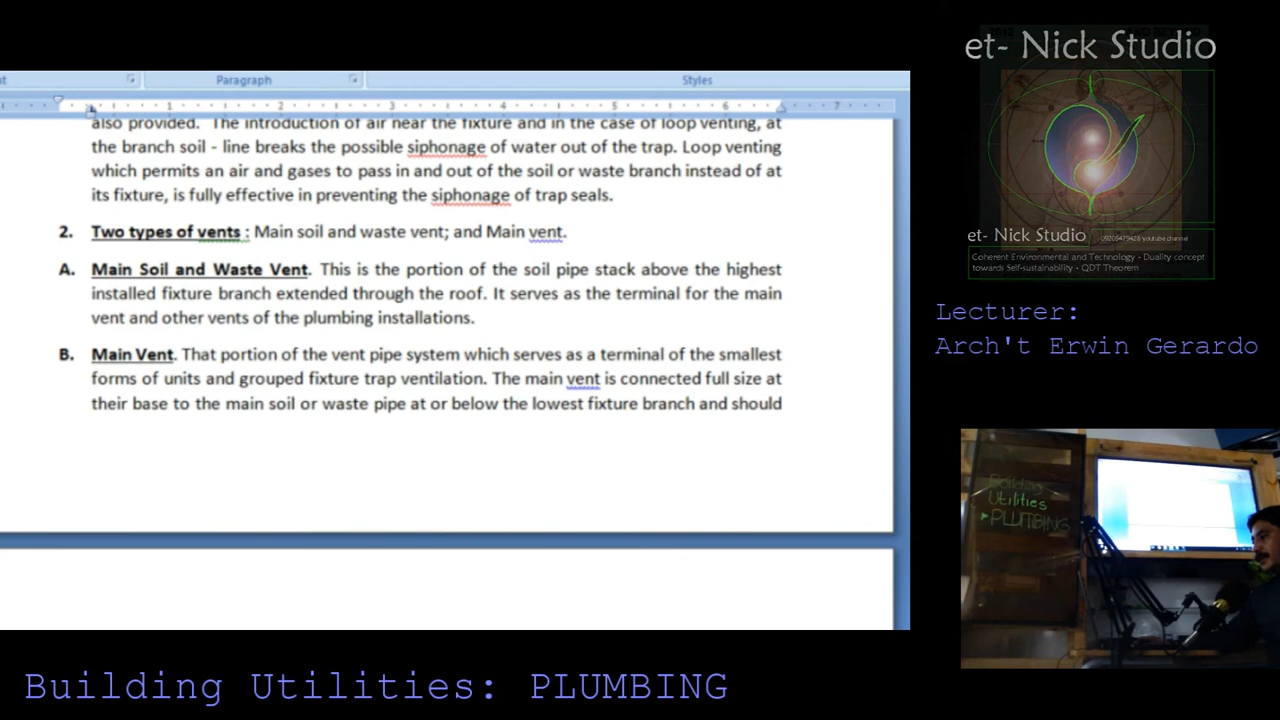 Paragraph
Styles
1 2 3 4 5 6 7
also provided. The introduction of air near the fixture and in the case of loop venting, at
the branch soil - line breaks the possible siphonage of water out of the trap. Loop venting
which permits an air and gases to pass in and out of the soil or waste branch instead of at
its fixture, is fully effective in preventing the siphonage of trap seals.
2. Two types of vents : Main soil and waste vent; and Main vent.
A. Main Soil and Waste Vent. This is the portion of the soil pipe stack above the highest
installed fixture branch extended through the roof. It serves as the terminal for the main
vent and other vents of the plumbing installations.
B. Main Vent. That portion of the vent pipe system which serves as a terminal of the smallest
forms of units and grouped fixture trap ventilation. The main vent is connected full size at
their base to the main soil or waste pipe at or below the lowest fixture branch and should
et- Nick Studio
et- Nick Studio
09205479428 youtube channel
Coherent Environmental and Technology - Duality concept
towards Self-sustainability - QDT Theorem
Lecturer:
Arch't Erwin Gerardo
Building
Utilities
PLUMBING
Building Utilities: PLUMBING